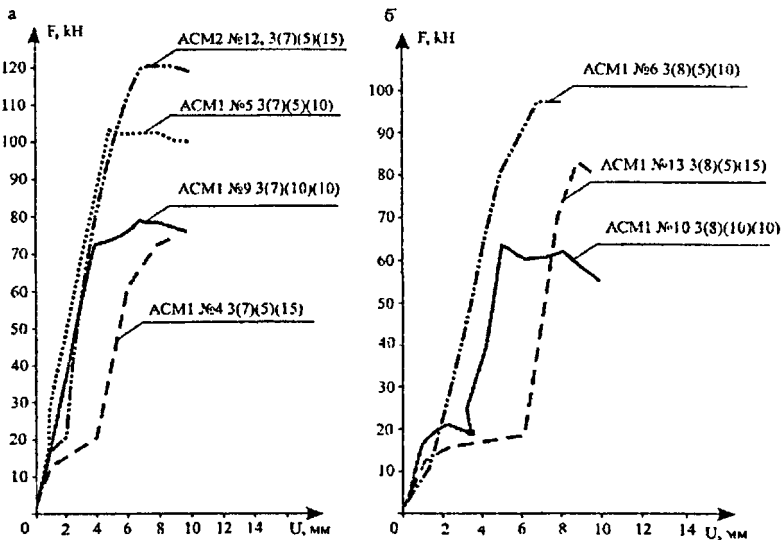 а
F, kН
120
110
100
90
80
70
60
50
40
30
20
10
0
2
4
6
8
10
12
14
U, мм
АСМ2 №12, 3(7)(5)(15)
АСМ1 №5 3(7)(5)(10)
АСМ1 №9 3(7)(10)(10)
АСМ1 №4 3(7)(5)(15)
б
F, kН
100
90
80
70
60
50
40
30
20
10
0
2
4
6
8
10
12
14
U, мм
АСМ1 №6 3(8)(5)(10)
АСМ1 №13 3(8)(5)(15)
АСМ1 №10 3(8)(10)(10)